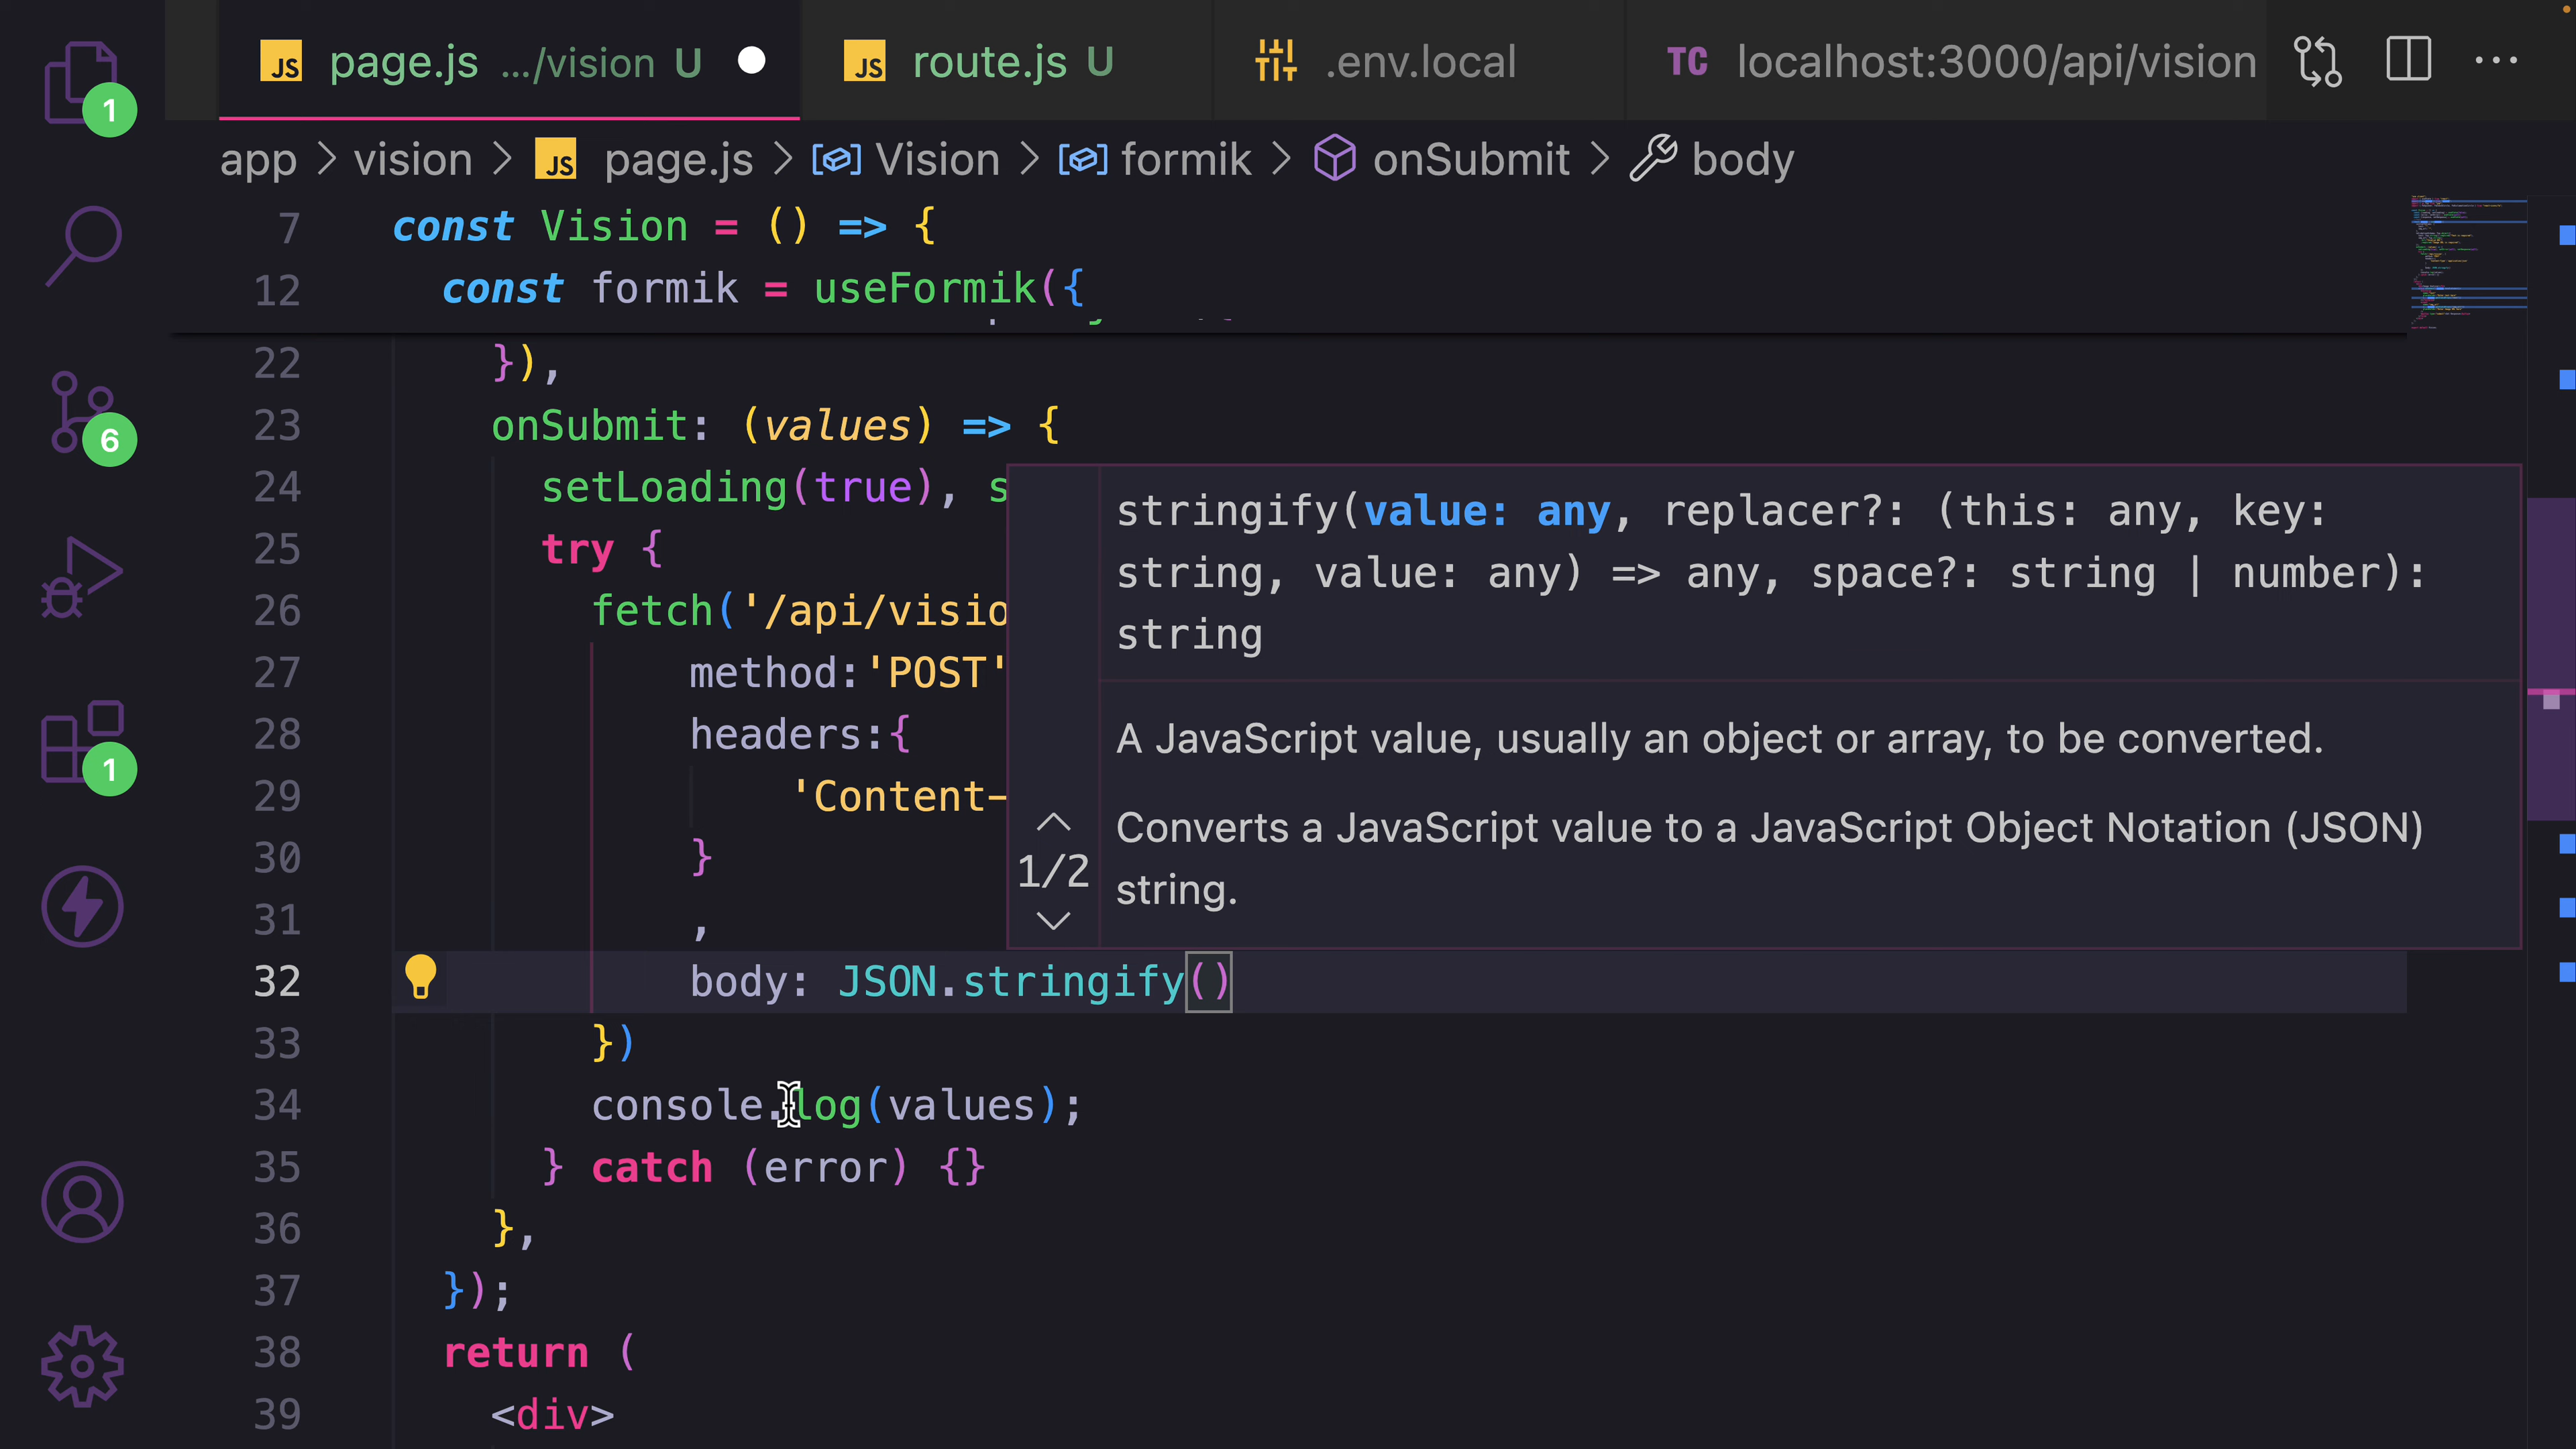 JS page.js .../vision U
JS route.js U
.env.local
TC localhost:3000/api/vision
app > vision > JS page.js > Vision > formik > onSubmit > body
1
6
1
7 const Vision = () => {
12 const formik = useFormik({
22 }),
23 onSubmit: (values) => {
24 setLoading(true), s
25 try {
26 fetch('/api/visio
27 method:'POST'
28 headers:{
29 'Content-
30 }
31 ,
32 body: JSON.stringify()
33 })
34 console.log(values);
35 } catch (error) {}
36 },
37 });
38 return (
39 <div>
stringify(value: any, replacer?: (this: any, key:
string, value: any) => any, space?: string | number):
string
A JavaScript value, usually an object or array, to be converted.
1/2
Converts a JavaScript value to a JavaScript Object Notation (JSON)
string.